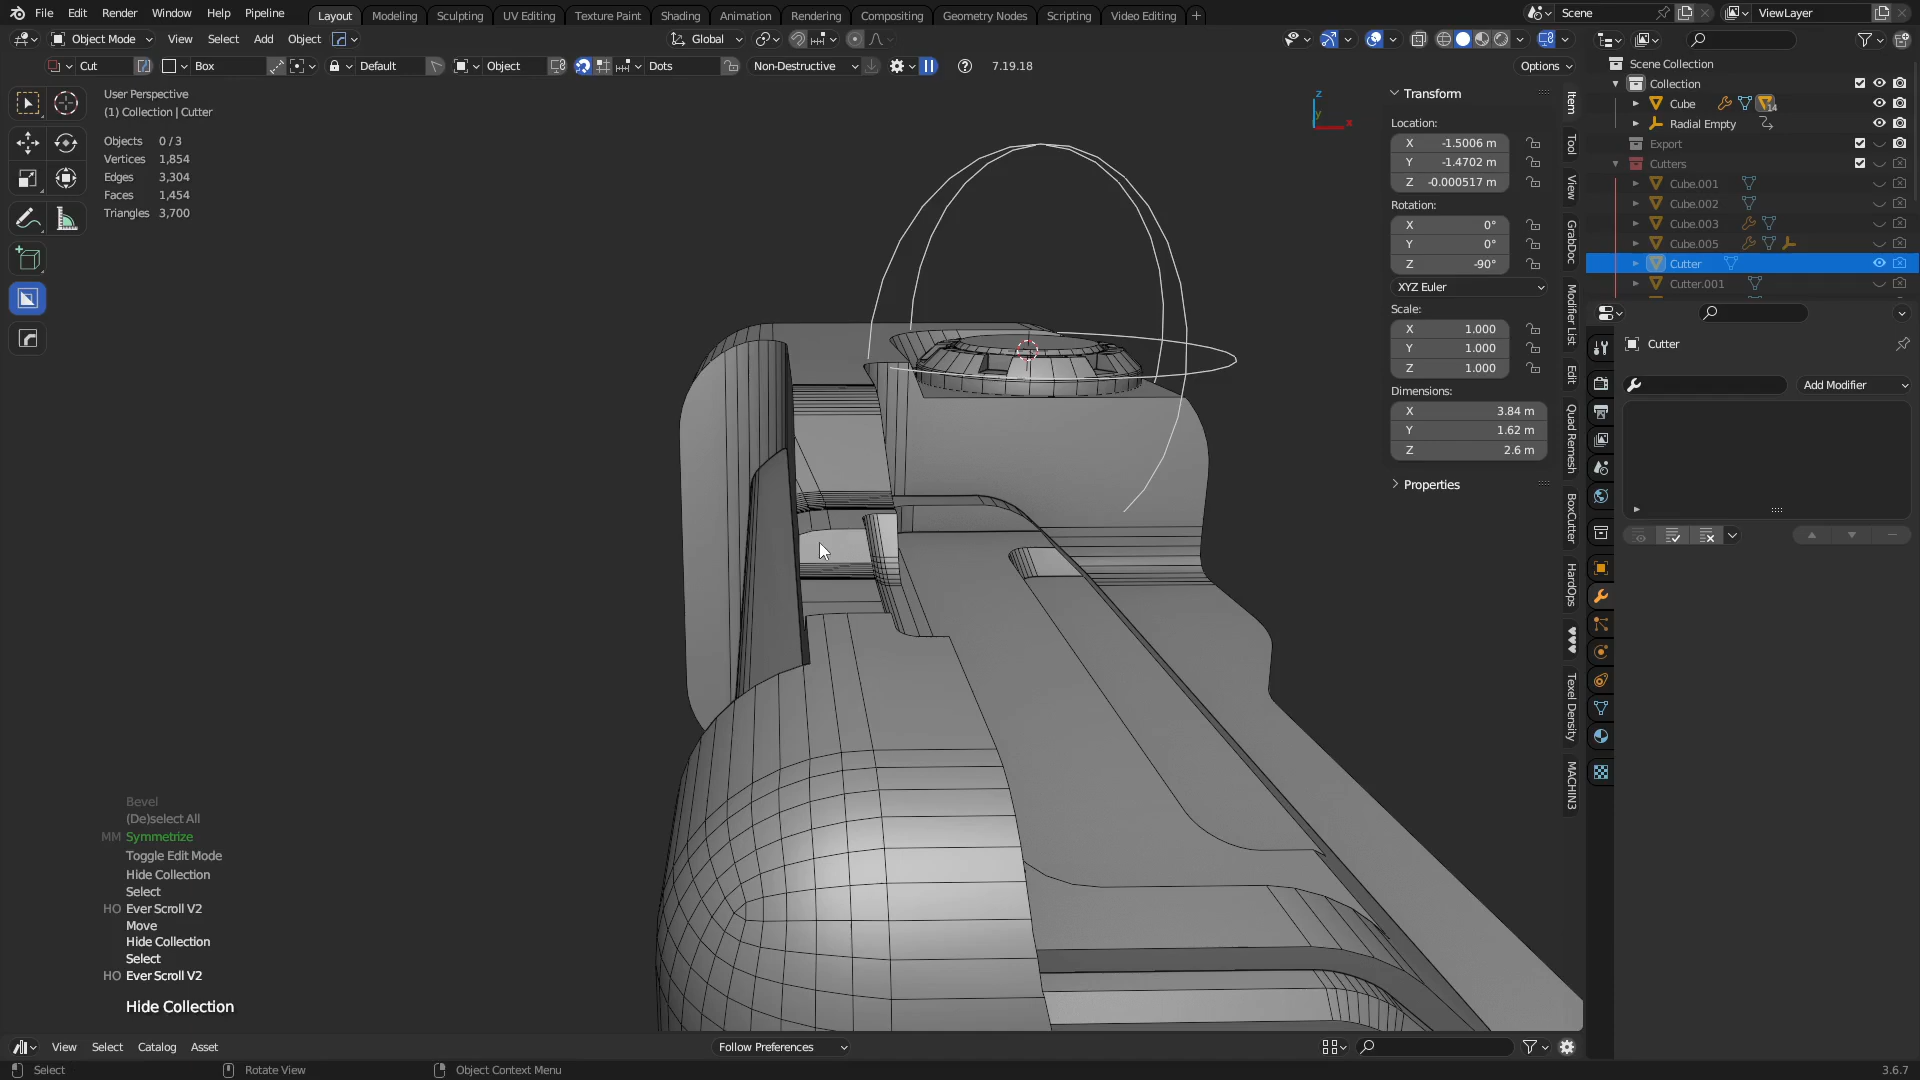 File Edit Render Window Help Pipeline Layout Modeling Sculpting UV Editing Texture Paint Shading Animation Rendering Compositing Geometry Nodes Scripting Video Editing + Scene ViewLayer
Object Mode View Select Add Object Global
Cut Box Default Object Dots Non-Destructive 7.19.18 Options
User Perspective
(1) Collection | Cutter
Objects 0 / 3
Vertices 1,854
Edges 3,304
Faces 1,454
Triangles 3,700
z
y
x
Transform
Location:
X -1.5006 m
Y -1.4702 m
Z -0.000517 m
Rotation:
X 0°
Y 0°
Z -90°
XYZ Euler
Scale:
X 1.000
Y 1.000
Z 1.000
Dimensions:
X 3.84 m
Y 1.62 m
Z 2.6 m
Properties
Item
Tool
View
GrabDoc
Modifier List
Edit
Quad Remesh
BoxCutter
HardOps
♥♥♥
Texel Density
MACHIN3
Scene Collection
Collection
Cube 14
Radial Empty
Export
Cutters
Cube.001
Cube.002
Cube.003
Cube.005
Cutter
Cutter.001
Cutter
Add Modifier
Bevel
(De)select All
MM Symmetrize
Toggle Edit Mode
Hide Collection
Select
HO Ever Scroll V2
Move
Hide Collection
Select
HO Ever Scroll V2
Hide Collection
View Select Catalog Asset Follow Preferences
Select Rotate View Object Context Menu 3.6.7